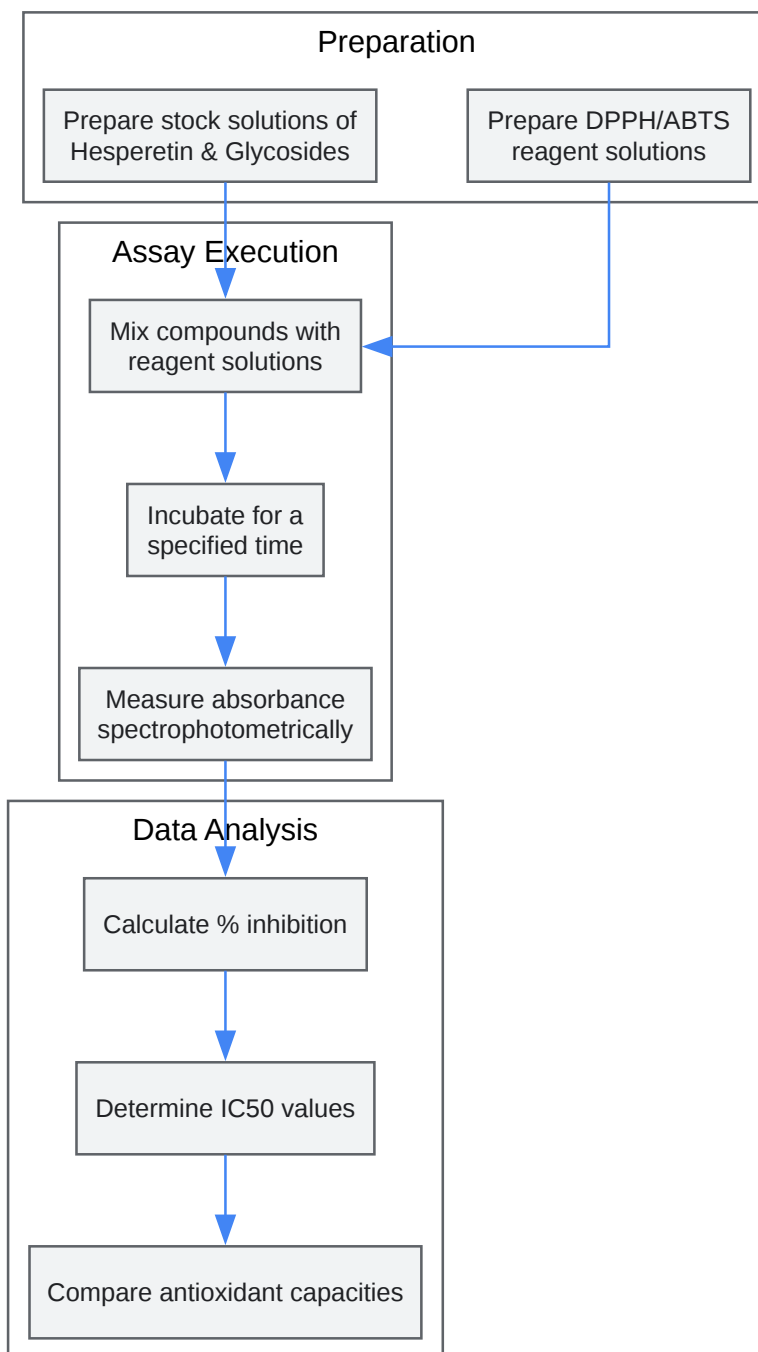 Preparation
Prepare stock solutions of
Hesperetin & Glycosides
Prepare DPPH/ABTS
reagent solutions
Assay Execution
Mix compounds with
reagent solutions
Incubate for a
specified time
Measure absorbance
spectrophotometrically
Data Analysis
Calculate % inhibition
Determine IC50 values
Compare antioxidant capacities